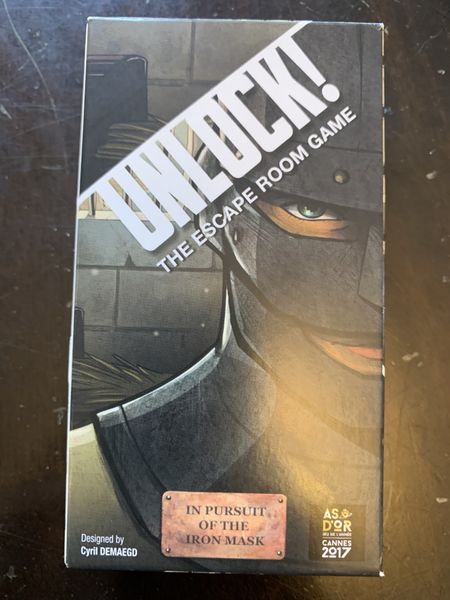 UNLOCK!
THE ESCAPE ROOM GAME
IN PURSUIT
OF THE
IRON MASK
Designed by
Cyril DEMAEGD
AS
D'OR
JEU DE L'ANNÉE
CANNES
2017